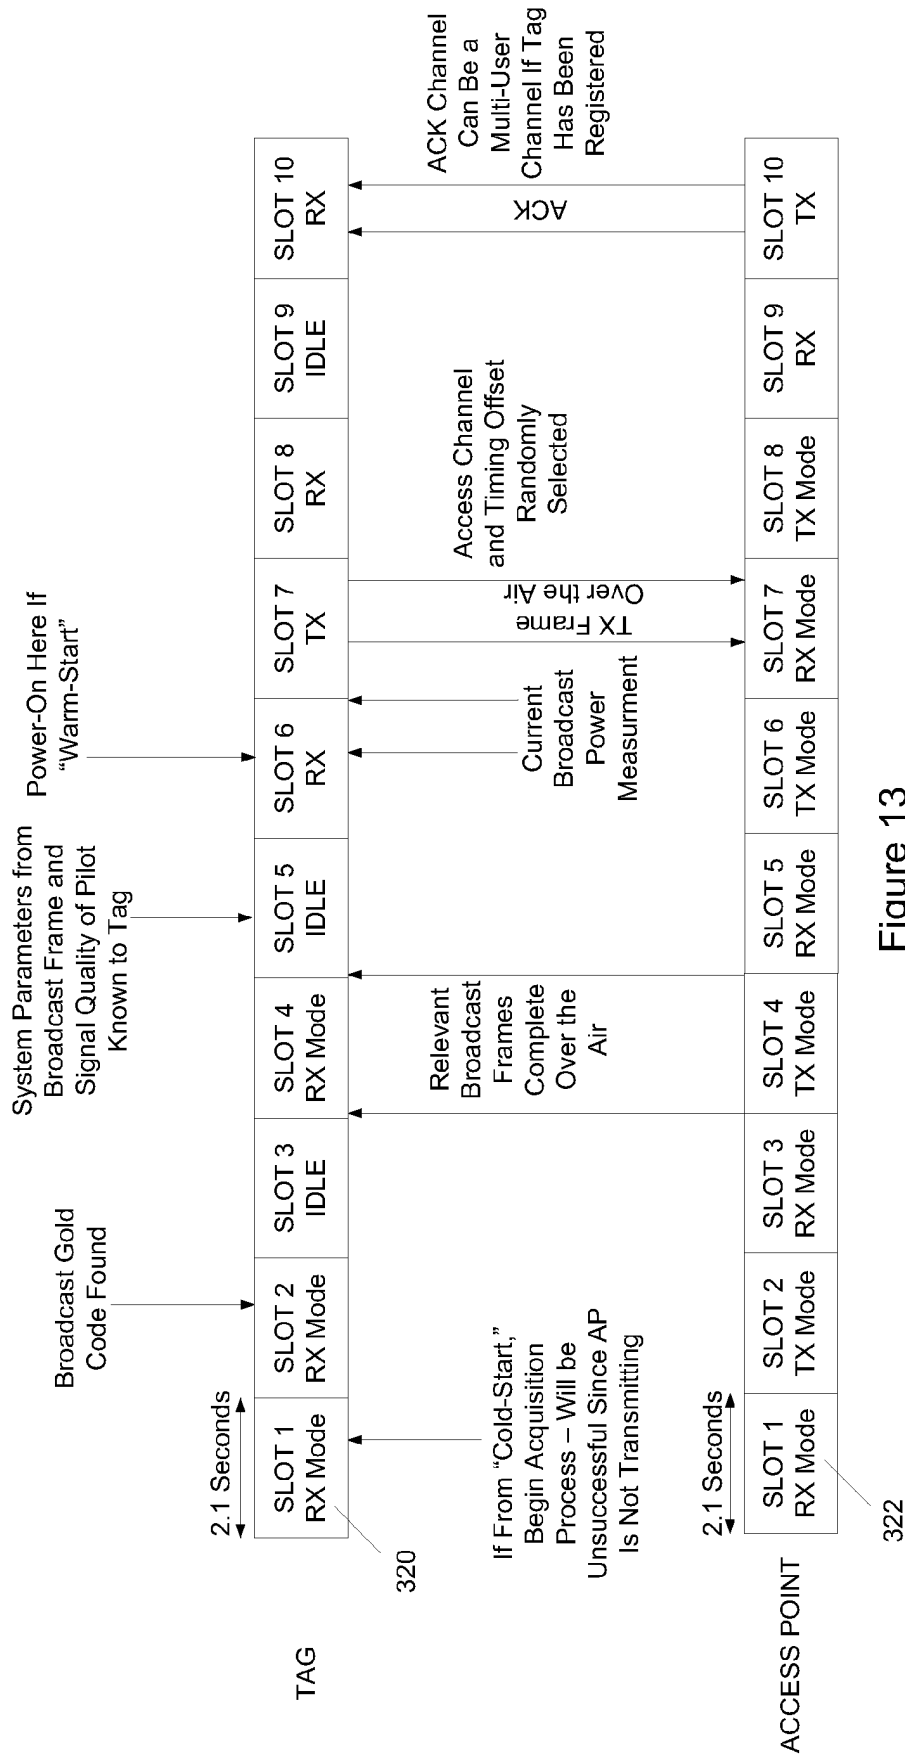 System Parameters from
Broadcast Frame and
Signal Quality of Pilot
Known to Tag
Power-On Here If
“Warm-Start”
Broadcast Gold
Code Found
2.1 Seconds
TAG
SLOT 1
RX Mode
SLOT 2
RX Mode
SLOT 3
IDLE
SLOT 4
RX Mode
SLOT 5
IDLE
SLOT 6
RX
SLOT 7
TX
SLOT 8
RX
SLOT 9
IDLE
SLOT 10
RX
320
If From “Cold-Start,”
Begin Acquisition
Process – Will be
Unsuccessful Since AP
Is Not Transmitting
Relevant
Broadcast
Frames
Complete
Over the
Air
Current
Broadcast
Power
Measurment
TX Frame
Over the Air
Access Channel
and Timing Offset
Randomly
Selected
ACK
ACK Channel
Can Be a
Multi-User
Channel If Tag
Has Been
Registered
2.1 Seconds
ACCESS POINT
SLOT 1
RX Mode
SLOT 2
TX Mode
SLOT 3
RX Mode
SLOT 4
TX Mode
SLOT 5
RX Mode
SLOT 6
TX Mode
SLOT 7
RX Mode
SLOT 8
TX Mode
SLOT 9
RX
SLOT 10
TX
322
Figure 13